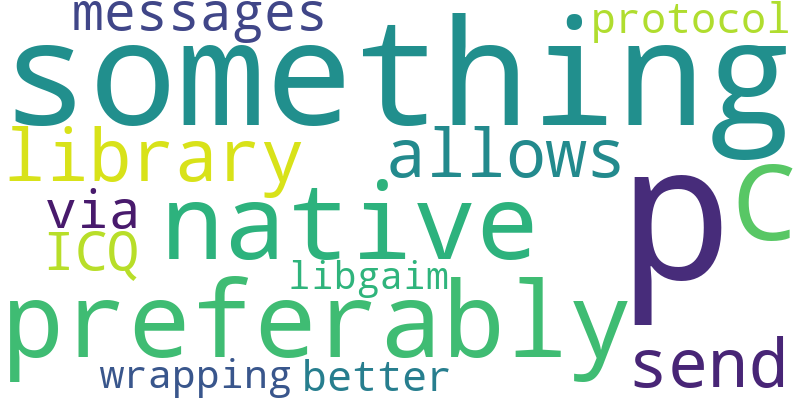 messages
protocol
something
library
allows
p
C
via
native
ICQ
libgaim
preferably
send
wrapping
better